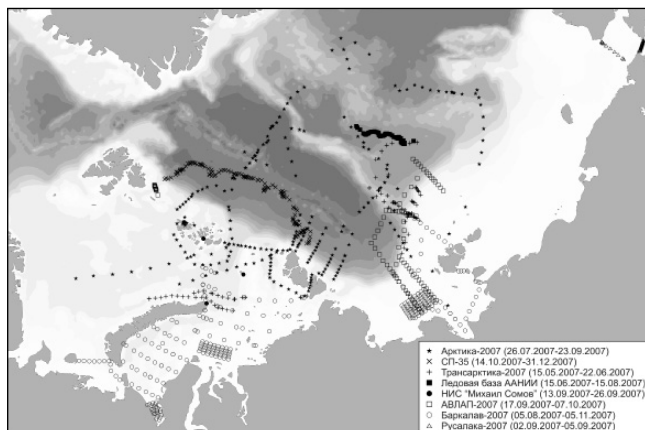 Арктика-2007 (26.07.2007-23.09.2007)
СП-35 (14.10.2007-31.12.2007)
Трансарктика-2007 (15.05.2007-22.06.2007)
Ледовая база ААНИИ (15.06.2007-15.08.2007)
НИС "Михаил Сомов" (13.09.2007-26.09.2007)
АВЛАП-2007 (17.09.2007-07.10.2007)
Баркалав-2007 (05.08.2007-05.11.2007)
Русалака-2007 (02.09.2007-05.09.2007)